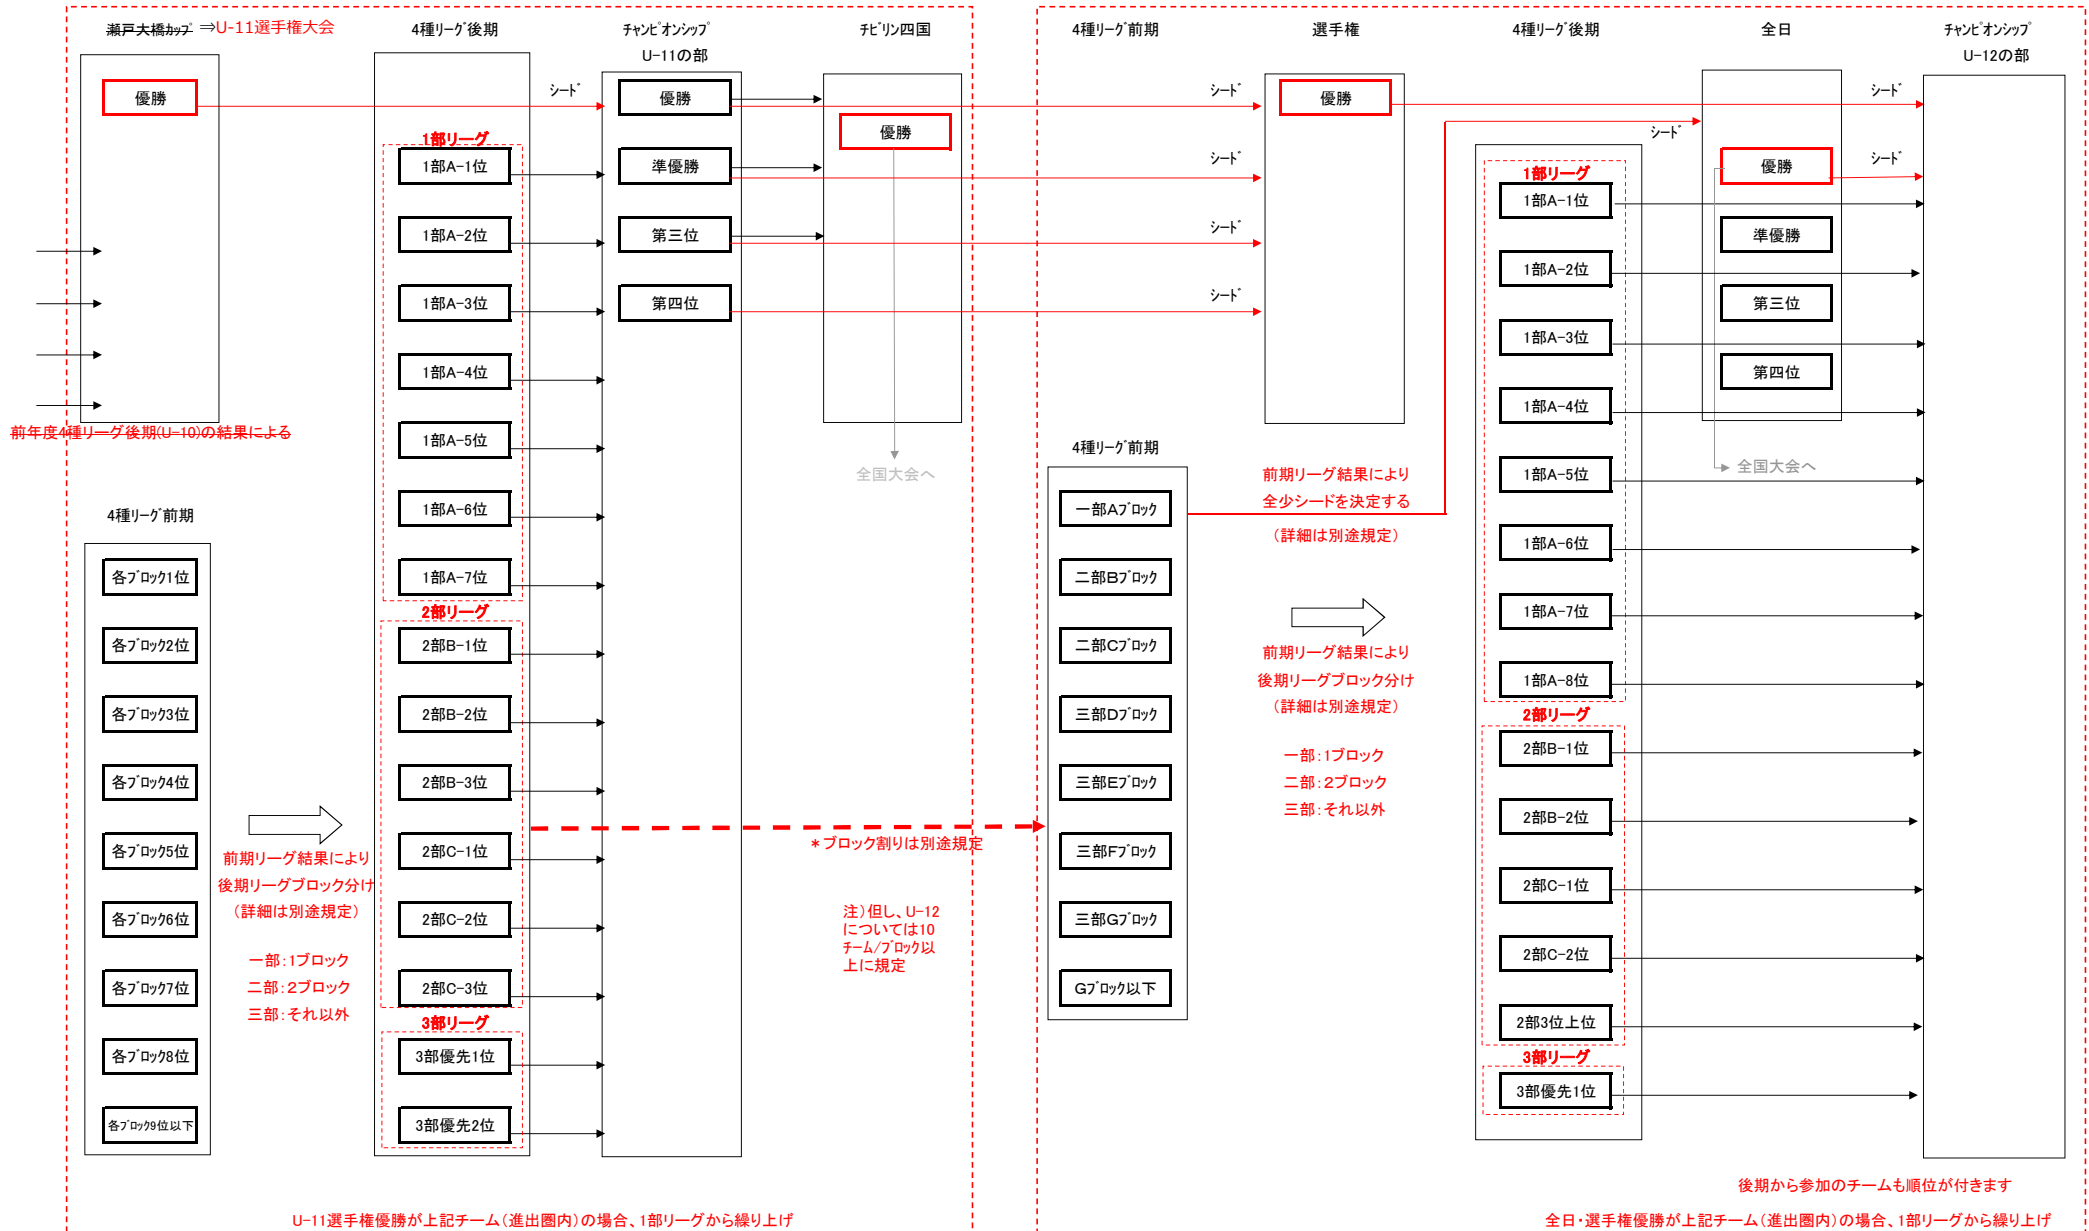 瀬戸大橋カップ ⇒U-11選手権大会
優勝
前年度4種リーグ後期(U-10)の結果による
4種リーグ前期
各ブロック1位
各ブロック2位
各ブロック3位
各ブロック4位
各ブロック5位
各ブロック6位
各ブロック7位
各ブロック8位
各ブロック9位以下
前期リーグ結果により
後期リーグブロック分け
(詳細は別途規定)
一部：1ブロック
二部：2ブロック
三部：それ以外
4種リーグ後期
1部リーグ
1部A-1位
1部A-2位
1部A-3位
1部A-4位
1部A-5位
1部A-6位
1部A-7位
2部リーグ
2部B-1位
2部B-2位
2部B-3位
2部C-1位
2部C-2位
2部C-3位
3部リーグ
3部優先1位
3部優先2位
シード
チャンピオンシップ
U-11の部
優勝
準優勝
第三位
第四位
チビリン四国
優勝
全国大会へ
＊ブロック割りは別途規定
注）但し、U-12
については10
チーム/ブロック以
上に規定
U-11選手権優勝が上記チーム（進出圏内）の場合、1部リーグから繰り上げ
4種リーグ前期
シード
シード
シード
シード
選手権
優勝
4種リーグ前期
一部Aブロック
二部Bブロック
二部Cブロック
三部Dブロック
三部Eブロック
三部Fブロック
三部Gブロック
Gブロック以下
前期リーグ結果により
全少シードを決定する
(詳細は別途規定)
前期リーグ結果により
後期リーグブロック分け
(詳細は別途規定)
一部：1ブロック
二部：2ブロック
三部：それ以外
4種リーグ後期
1部リーグ
1部A-1位
1部A-2位
1部A-3位
1部A-4位
1部A-5位
1部A-6位
1部A-7位
1部A-8位
2部リーグ
2部B-1位
2部B-2位
2部C-1位
2部C-2位
2部3位上位
3部リーグ
3部優先1位
シード
全日
優勝
準優勝
第三位
第四位
全国大会へ
シード
シード
チャンピオンシップ
U-12の部
後期から参加のチームも順位が付きます
全日・選手権優勝が上記チーム（進出圏内）の場合、1部リーグから繰り上げ